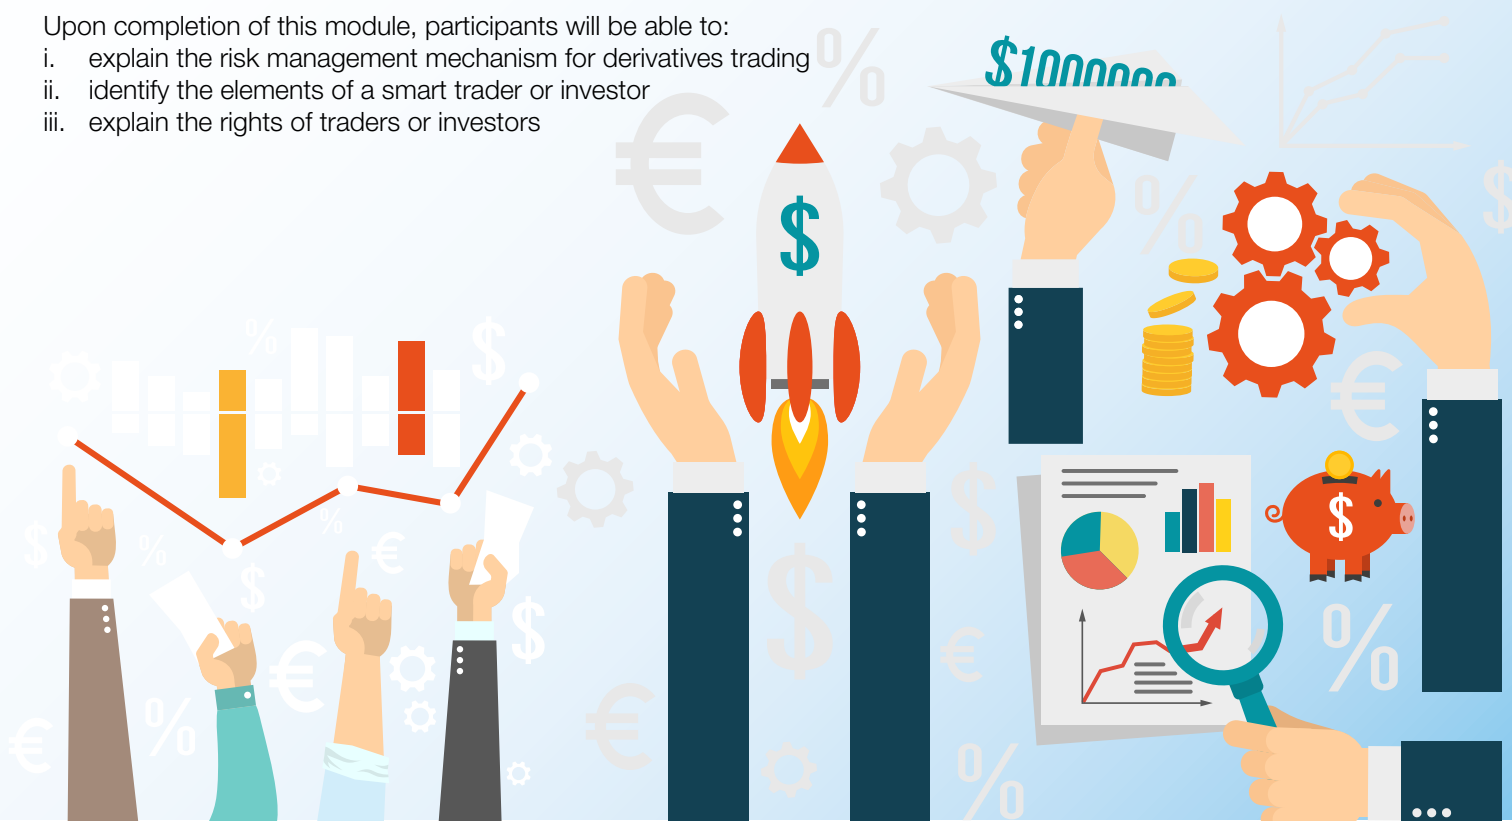 Upon completion of this module, participants will be able to:
i. explain the risk management mechanism for derivatives trading
ii. identify the elements of a smart trader or investor
iii. explain the rights of traders or investors
$1000000
$
$